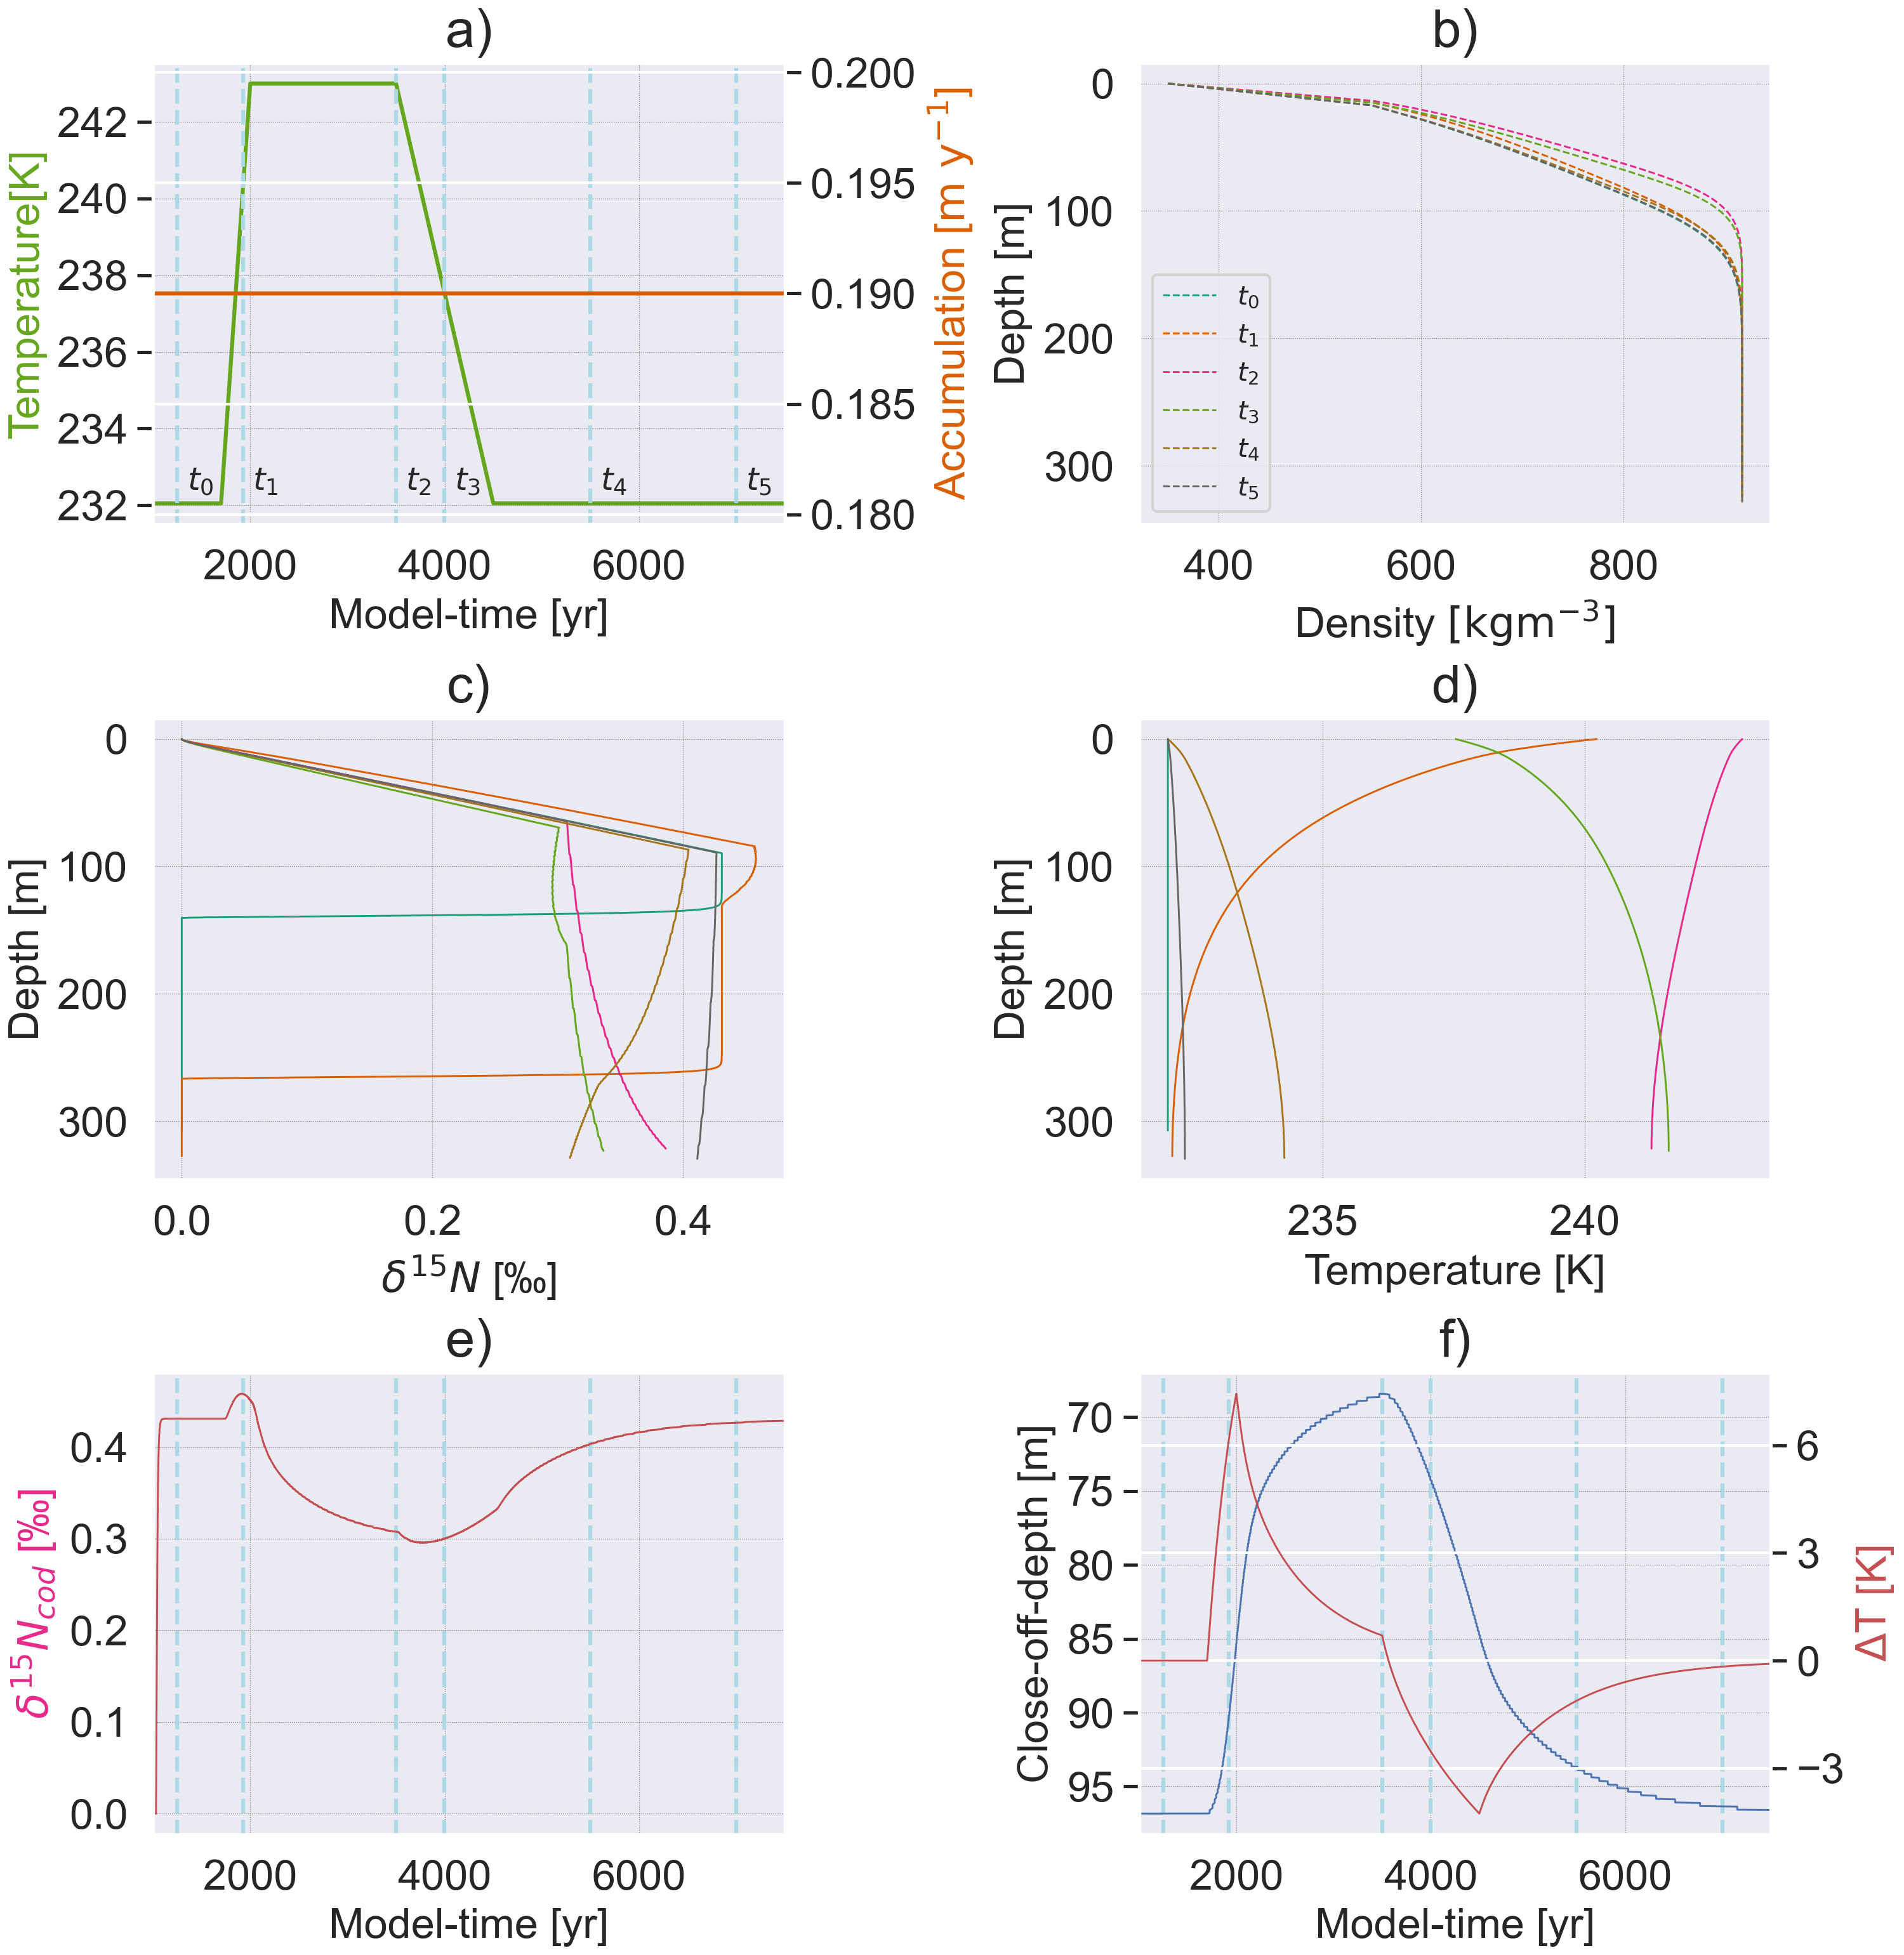 a)
242
240
238
236
234
232
Temperature[K]
0.200
0.195
0.190
0.185
0.180
Accumulation [m y⁻¹]
t₀ t₁ t₂ t₃ t₄ t₅
2000 4000 6000
Model-time [yr]
b)
0
100
200
300
Depth [m]
t₀
t₁
t₂
t₃
t₄
t₅
400 600 800
Density [kgm⁻³]
c)
0
100
200
300
Depth [m]
0.0 0.2 0.4
δ¹⁵N [‰]
d)
0
100
200
300
Depth [m]
235 240
Temperature [K]
e)
0.4
0.3
0.2
0.1
0.0
δ¹⁵N_cod [‰]
2000 4000 6000
Model-time [yr]
f)
70
75
80
85
90
95
Close-off-depth [m]
6
3
0
−3
ΔT [K]
2000 4000 6000
Model-time [yr]